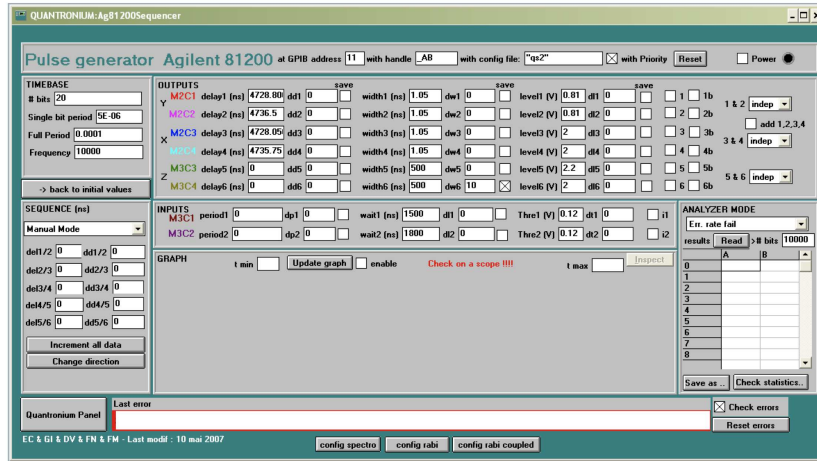 QUANTRONIUM:Ag81200Sequencer
Pulse generator Agilent 81200 at GPIB address 11 with handle _AB with config file: "qs2" with Priority Reset Power
TIMEBASE
# bits 20
Single bit period 5E-06
Full Period 0.0001
Frequency 10000
-> back to initial values
OUTPUTS save save save
Y M2C1 delay1 (ns) 4728.80 dd1 0 width1 (ns) 1.05 dw1 0 level1 (V) 0.81 dl1 0 1 1b
M2C2 delay2 (ns) 4736.5 dd2 0 width2 (ns) 1.05 dw2 0 level2 (V) 0.81 dl2 0 2 2b
X M2C3 delay3 (ns) 4728.05 dd3 0 width3 (ns) 1.05 dw3 0 level3 (V) 2 dl3 0 3 3b
M2C4 delay4 (ns) 4735.75 dd4 0 width4 (ns) 1.05 dw4 0 level4 (V) 2 dl4 0 4 4b
Z M3C3 delay5 (ns) 0 dd5 0 width5 (ns) 500 dw5 0 level5 (V) 2.2 dl5 0 5 5b
M3C4 delay6 (ns) 0 dd6 0 width6 (ns) 500 dw6 10 level6 (V) 2 dl6 0 6 6b
1 & 2 indep
add 1,2,3,4
3 & 4 indep
5 & 6 indep
SEQUENCE (ns)
Manual Mode
del1/2 0 dd1/2 0
del2/3 0 dd2/3 0
del3/4 0 dd3/4 0
del4/5 0 dd4/5 0
del5/6 0 dd5/6 0
Increment all data
Change direction
INPUTS
M3C1 period1 0 dp1 0 wait1 (ns) 1500 dl1 0 Thre1 (V) 0.12 dt1 0 i1
M3C2 period2 0 dp2 0 wait2 (ns) 1800 dl2 0 Thre2 (V) 0.12 dt2 0 i2
GRAPH t min Update graph enable Check on a scope !!!! t max Inspect
ANALYZER MODE
Err. rate fail
results Read ># bits 10000
A B
0
1
2
3
4
5
6
7
8
Save as .. Check statistics..
Quantronium Panel
Last error
Check errors
Reset errors
EC & GI & DV & FN & FM - Last modif : 10 mai 2007
config spectro config rabi config rabi coupled